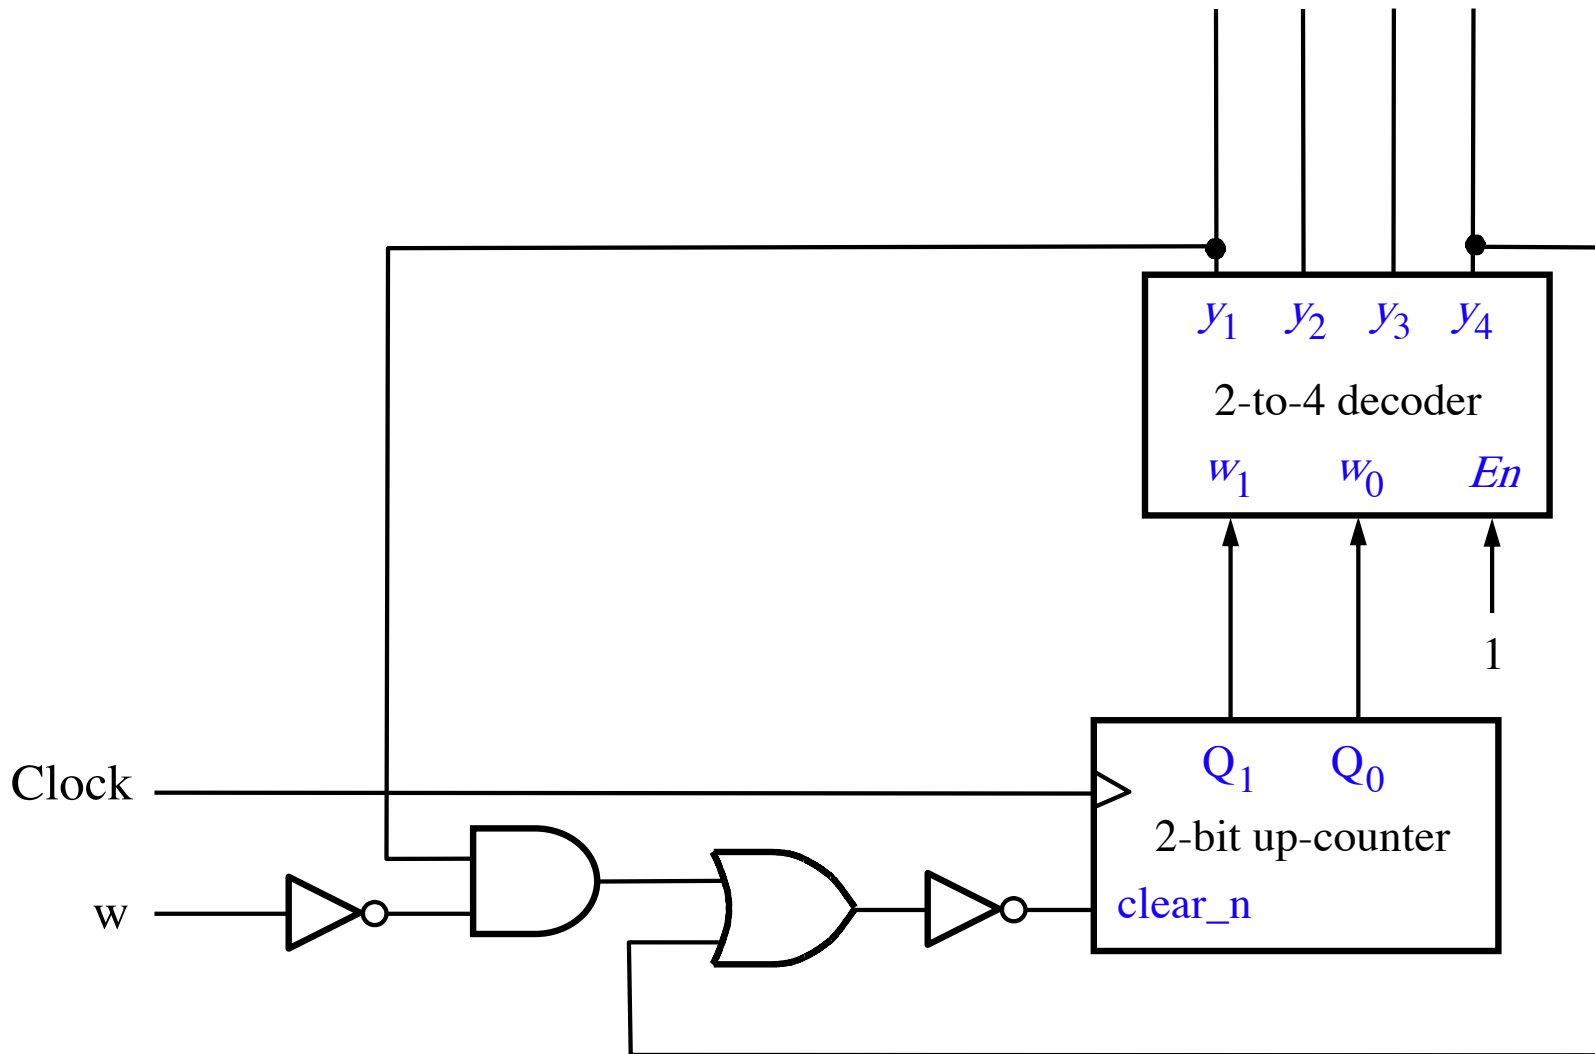 y1 y2 y3 y4
2-to-4 decoder
w1 w0 En
1
Clock
Q1 Q0
2-bit up-counter
w
clear_n